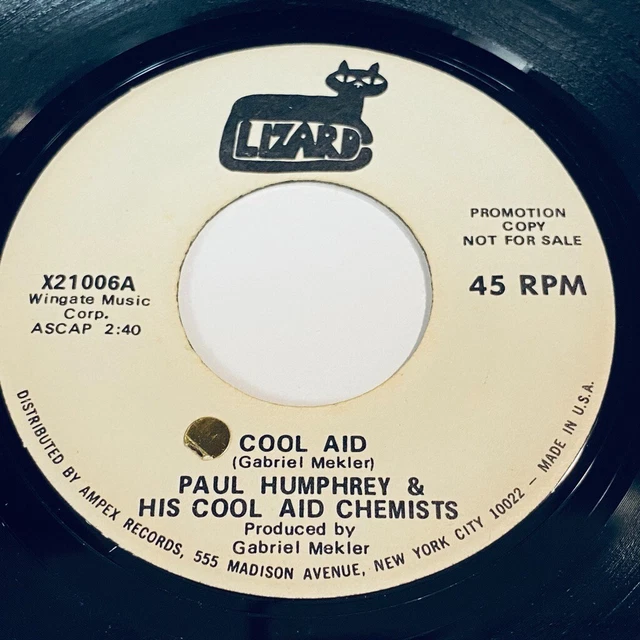 LIZARD
PROMOTION
COPY
NOT FOR SALE
X21006A
Wingate Music
Corp.
ASCAP 2:40
45 RPM
COOL AID
(Gabriel Mekler)
PAUL HUMPHREY &
HIS COOL AID CHEMISTS
Produced by
Gabriel Mekler
DISTRIBUTED BY AMPEX RECORDS, 555 MADISON AVENUE, NEW YORK CITY 10022 – MADE IN U.S.A.